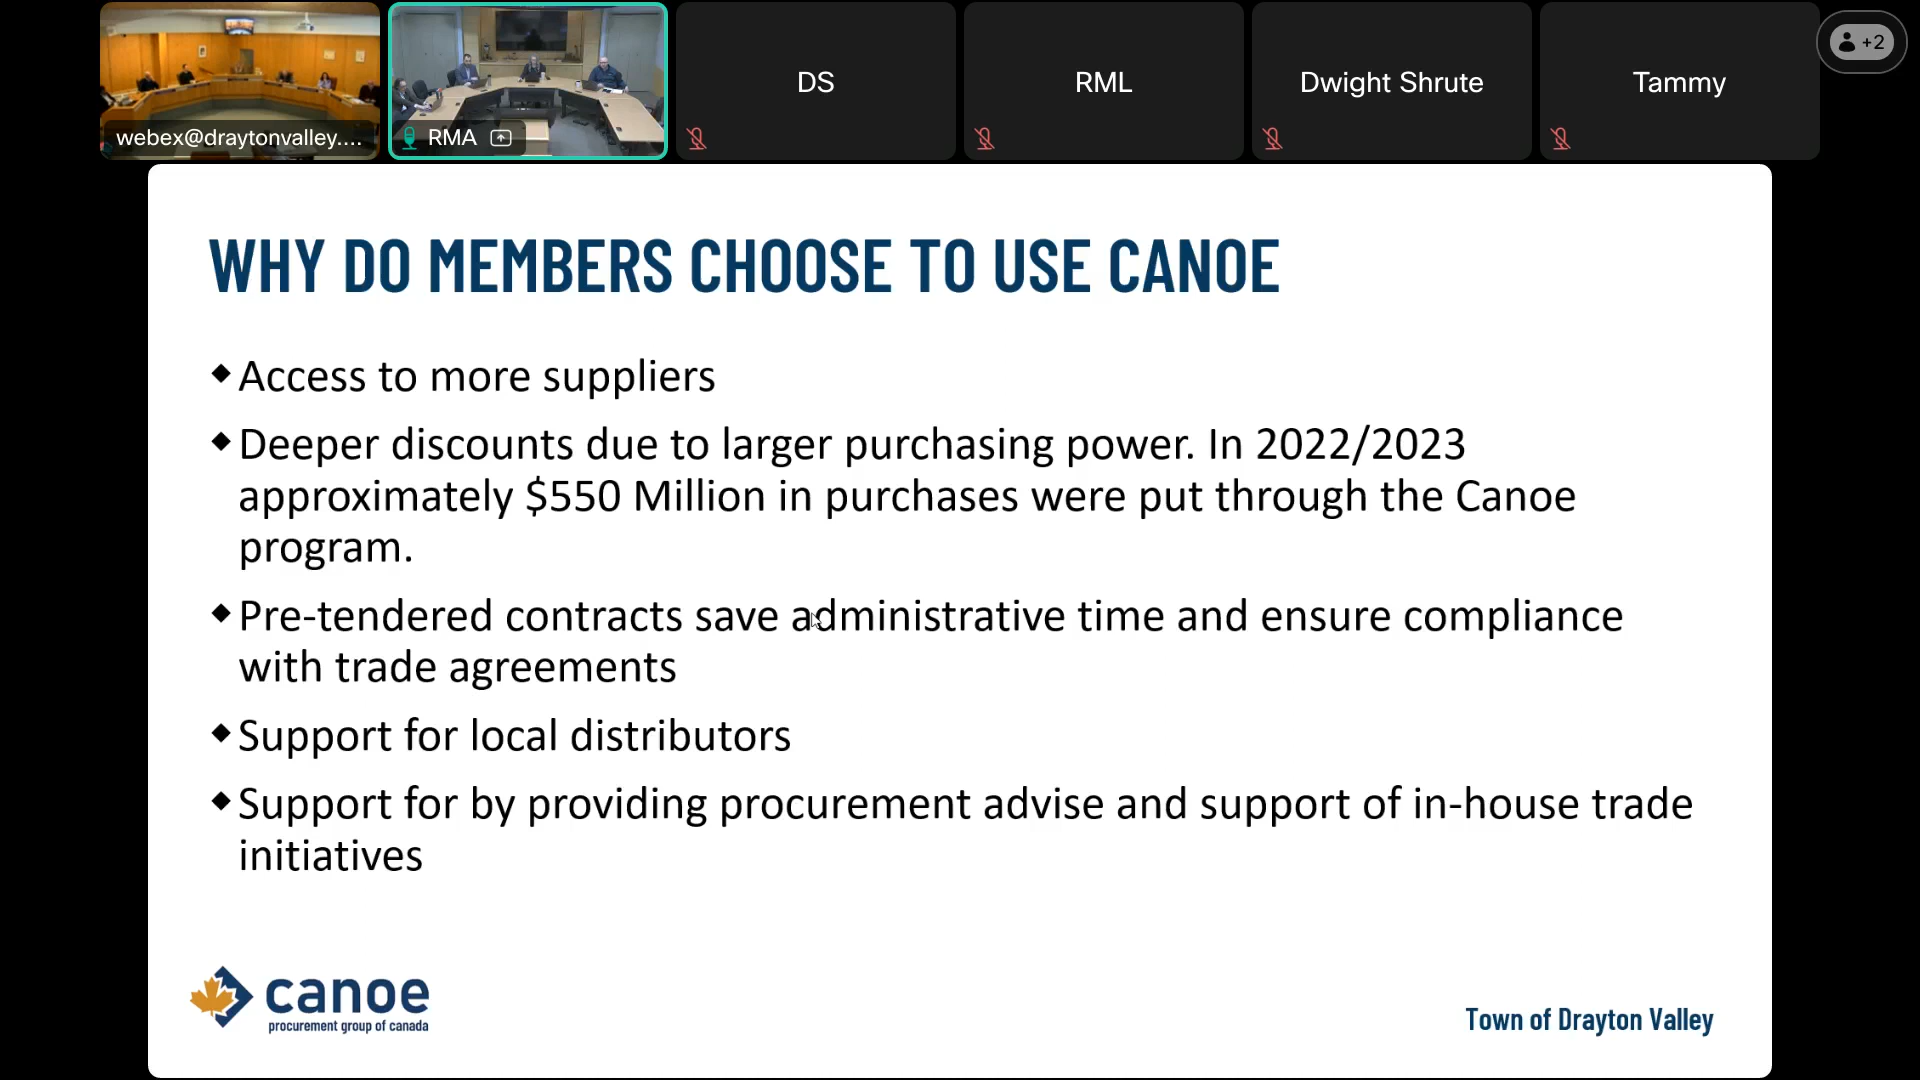 webex@draytonvalley....
RMA
DS
RML
Dwight Shrute
Tammy
+2
WHY DO MEMBERS CHOOSE TO USE CANOE
◆Access to more suppliers
◆Deeper discounts due to larger purchasing power. In 2022/2023
approximately $550 Million in purchases were put through the Canoe
program.
◆Pre-tendered contracts save administrative time and ensure compliance
with trade agreements
◆Support for local distributors
◆Support for by providing procurement advise and support of in-house trade
initiatives
canoe
procurement group of canada
Town of Drayton Valley